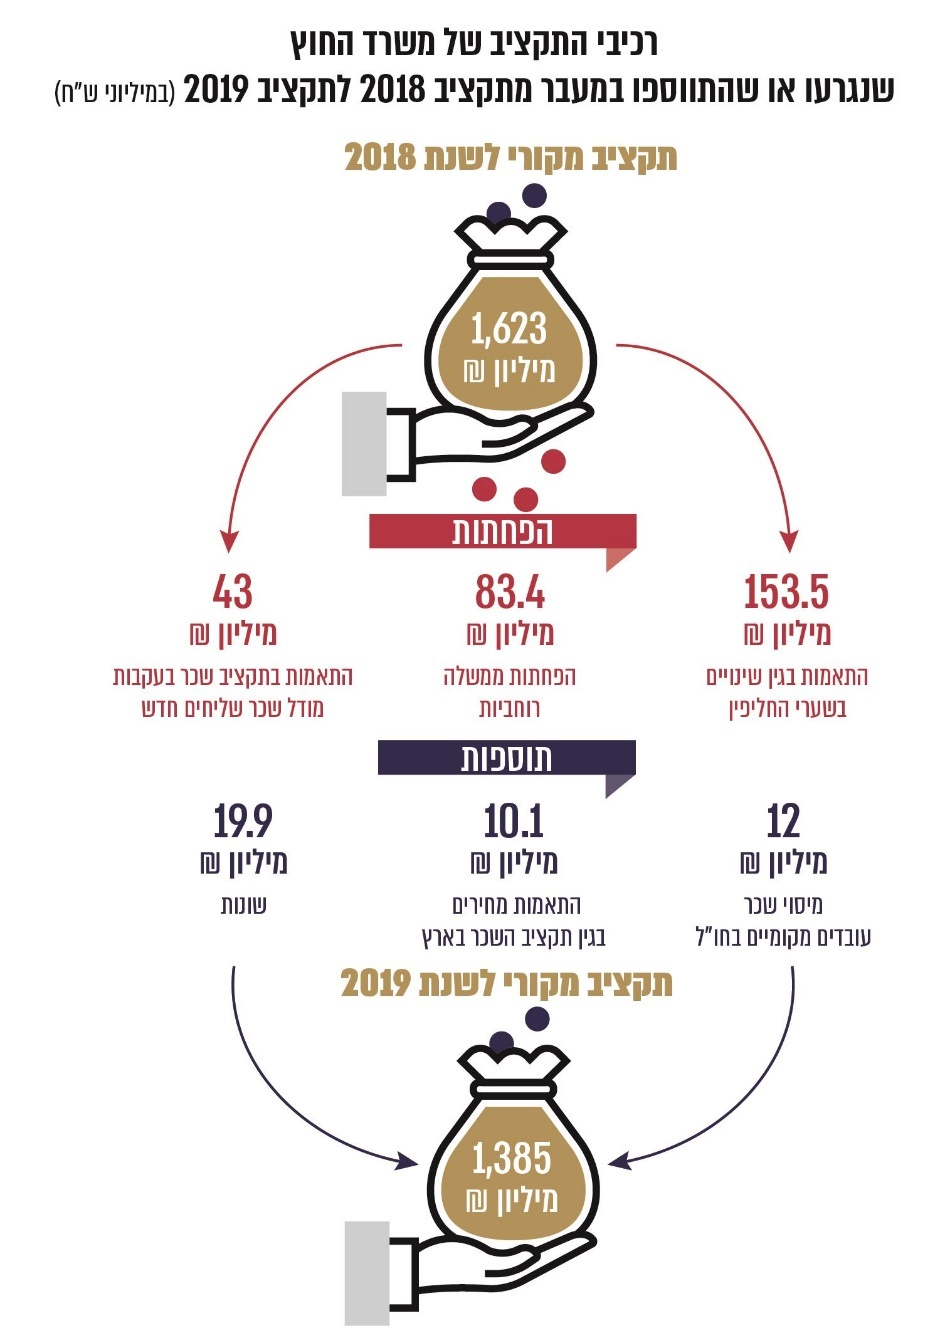 רכיבי התקציב של משרד החוץ
שנגרעו או שהתווספו במעבר מתקציב 2018 לתקציב 2019 (במיליוני ש"ח)
תקציב מקורי לשנת 2018
1,623
מיליון ₪
הפחתות
153.5
מיליון ₪
התאמות בגין שינויים
בשערי החליפין
83.4
מיליון ₪
הפחתות ממשלה
רוחביות
43
מיליון ₪
התאמות בתקציב שכר בעקבות
מודל שכר שליחים חדש
תוספות
12
מיליון ₪
מיסוי שכר
עובדים מקומיים בחו"ל
10.1
מיליון ₪
התאמות מחירים
בגין תקציב השכר בארץ
19.9
מיליון ₪
שונות
תקציב מקורי לשנת 2019
1,385
מיליון ₪